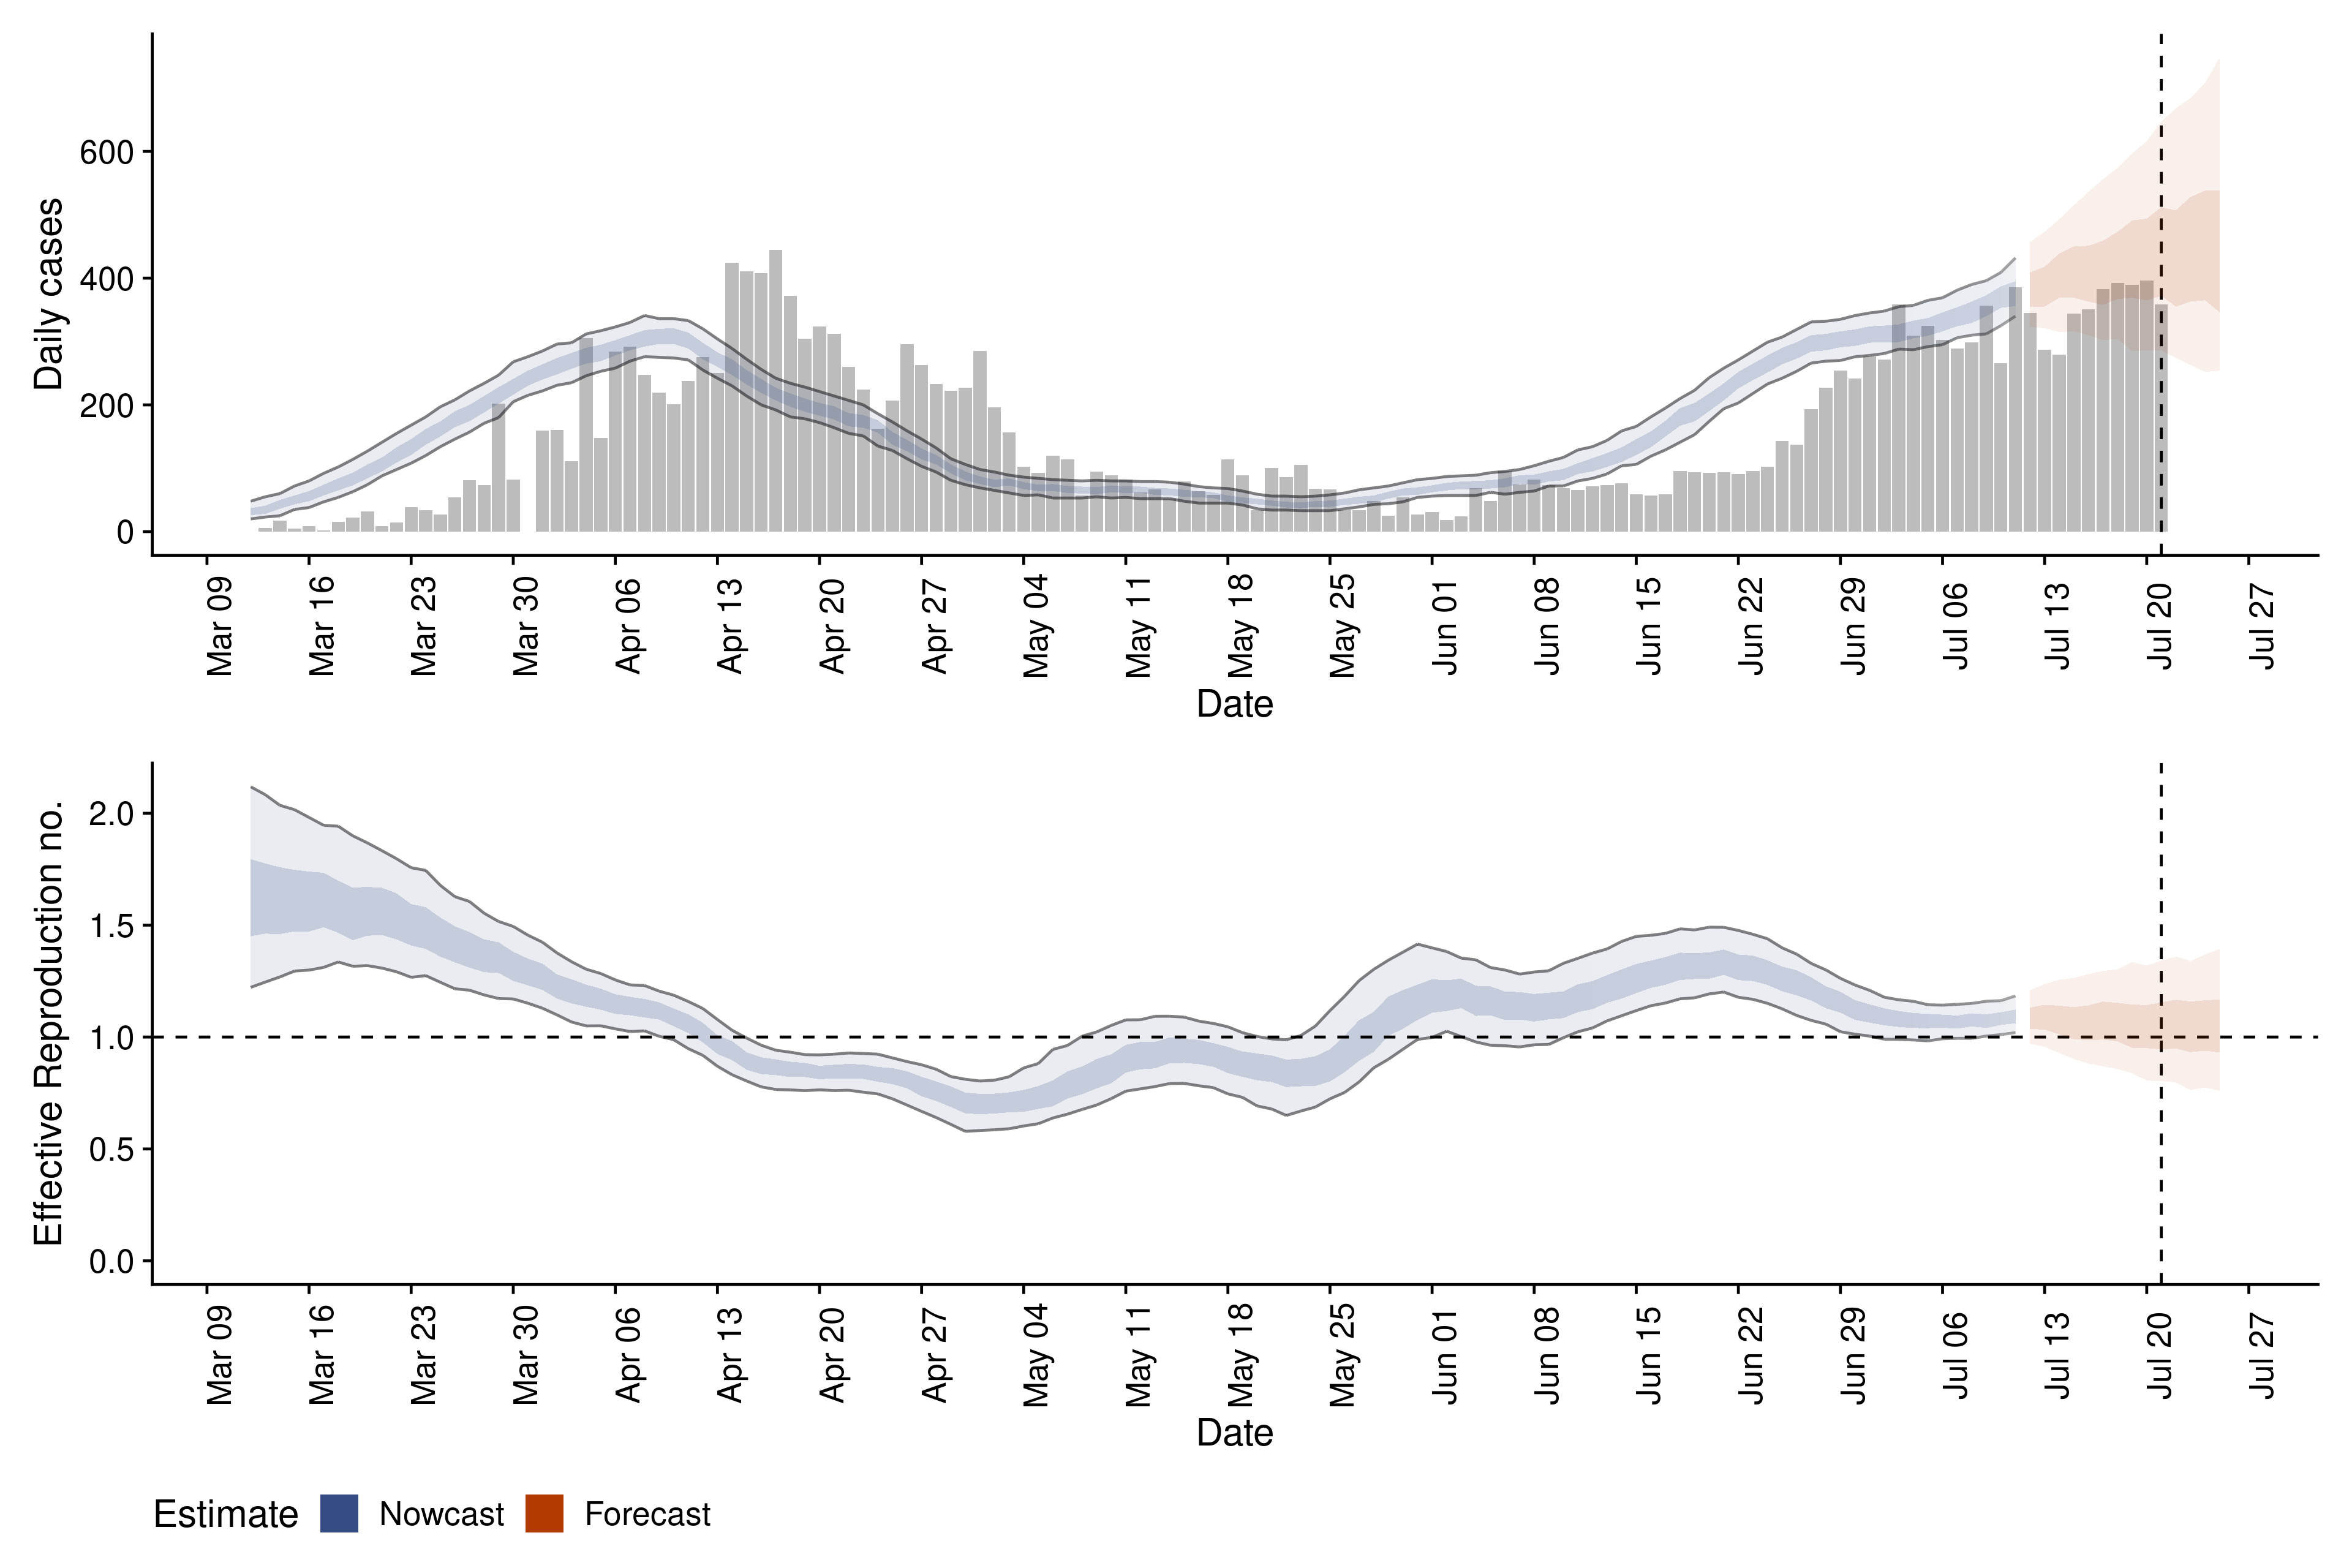 Daily cases
600
400
200
0
Mar 09 Mar 16 Mar 23 Mar 30 Apr 06 Apr 13 Apr 20 Apr 27 May 04 May 11 May 18 May 25 Jun 01 Jun 08 Jun 15 Jun 22 Jun 29 Jul 06 Jul 13 Jul 20 Jul 27
Date
Effective Reproduction no.
2.0
1.5
1.0
0.5
0.0
Mar 09 Mar 16 Mar 23 Mar 30 Apr 06 Apr 13 Apr 20 Apr 27 May 04 May 11 May 18 May 25 Jun 01 Jun 08 Jun 15 Jun 22 Jun 29 Jul 06 Jul 13 Jul 20 Jul 27
Date
Estimate Nowcast Forecast